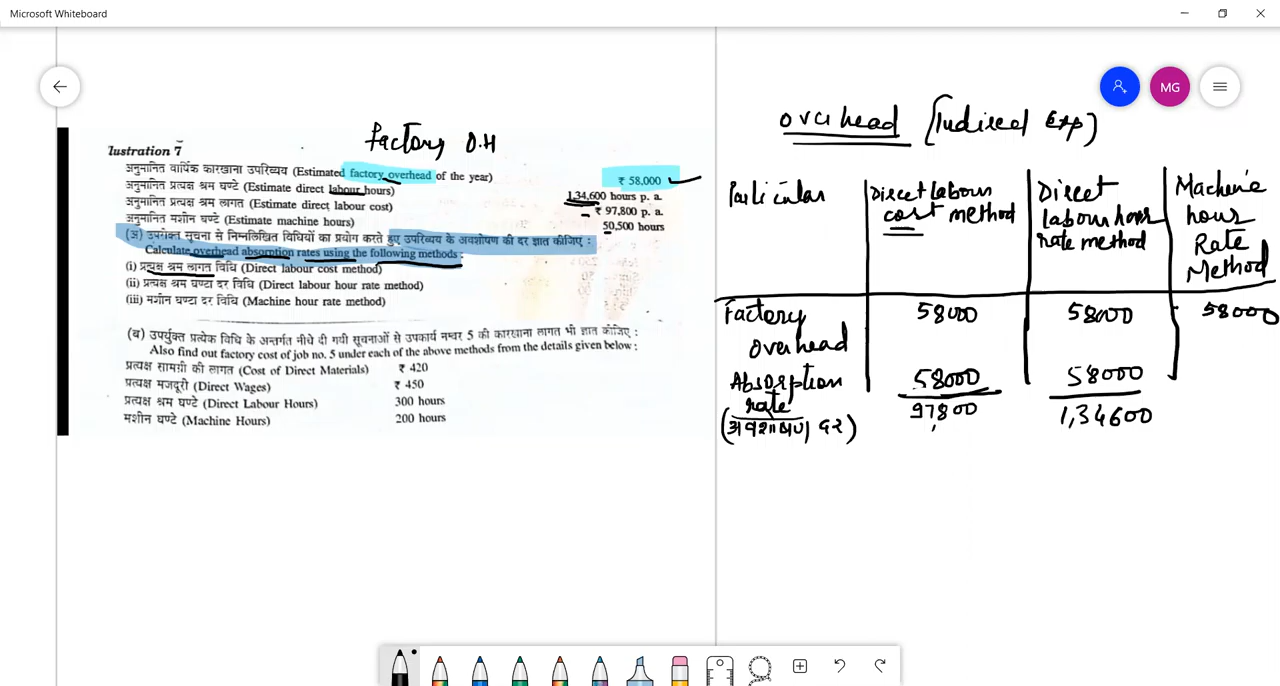 Microsoft Whiteboard
MG
Factory O.H
lustration 7
अनुमानित वार्षिक कारखाना उपरिव्यय (Estimated factory overhead of the year) ₹ 58,000
अनुमानित प्रत्यक्ष श्रम घण्टे (Estimate direct labour hours) 1,34,600 hours p. a.
अनुमानित प्रत्यक्ष श्रम लागत (Estimate direct labour cost) ₹ 97,800 p. a.
अनुमानित मशीन घण्टे (Estimate machine hours) 50,500 hours
(अ) उपरोक्त सूचना से निम्नलिखित विधियों का प्रयोग करते हुए उपरिव्यय के अवशोषण की दर ज्ञात कीजिए :
Calculate overhead absorption rates using the following methods :
(i) प्रत्यक्ष श्रम लागत विधि (Direct labour cost method)
(ii) प्रत्यक्ष श्रम घण्टा दर विधि (Direct labour hour rate method)
(iii) मशीन घण्टा दर विधि (Machine hour rate method)
(ब) उपर्युक्त प्रत्येक विधि के अन्तर्गत नीचे दी गयी सूचनाओं से उपकार्य नम्बर 5 की कारखाना लागत भी ज्ञात कीजिए :
Also find out factory cost of job no. 5 under each of the above methods from the details given below :
प्रत्यक्ष सामग्री की लागत (Cost of Direct Materials) ₹ 420
प्रत्यक्ष मजदूरी (Direct Wages) ₹ 450
प्रत्यक्ष श्रम घण्टे (Direct Labour Hours) 300 hours
मशीन घण्टे (Machine Hours) 200 hours
Overhead (Indirect Exp)
Particular
Direct labour
cost method
Direct
labour hour
rate method
Machine
hour
Rate
Method
Factory
overhead
58000
58000
58000
Absorption
rate
(अवशोषण दर)
58000
97,800
58000
1,34600